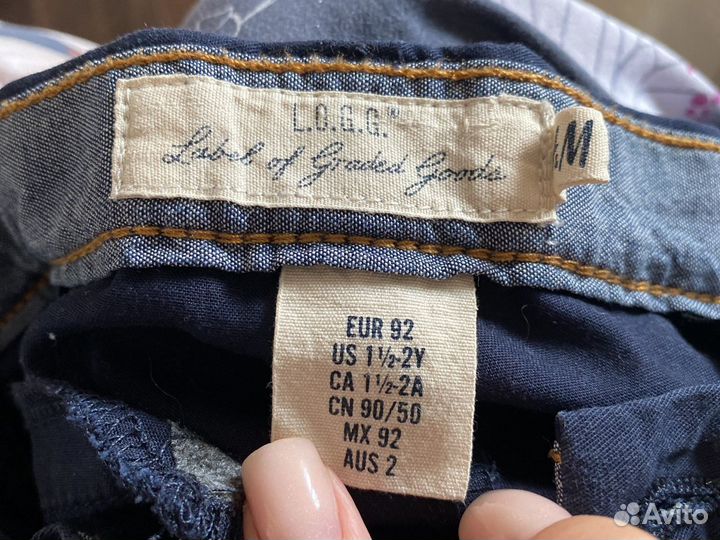 L.O.G.G.™
Label of Graded Goods
EUR 92
US 1½-2Y
CA 1½-2A
CN 90/50
MX 92
AUS 2
Avito